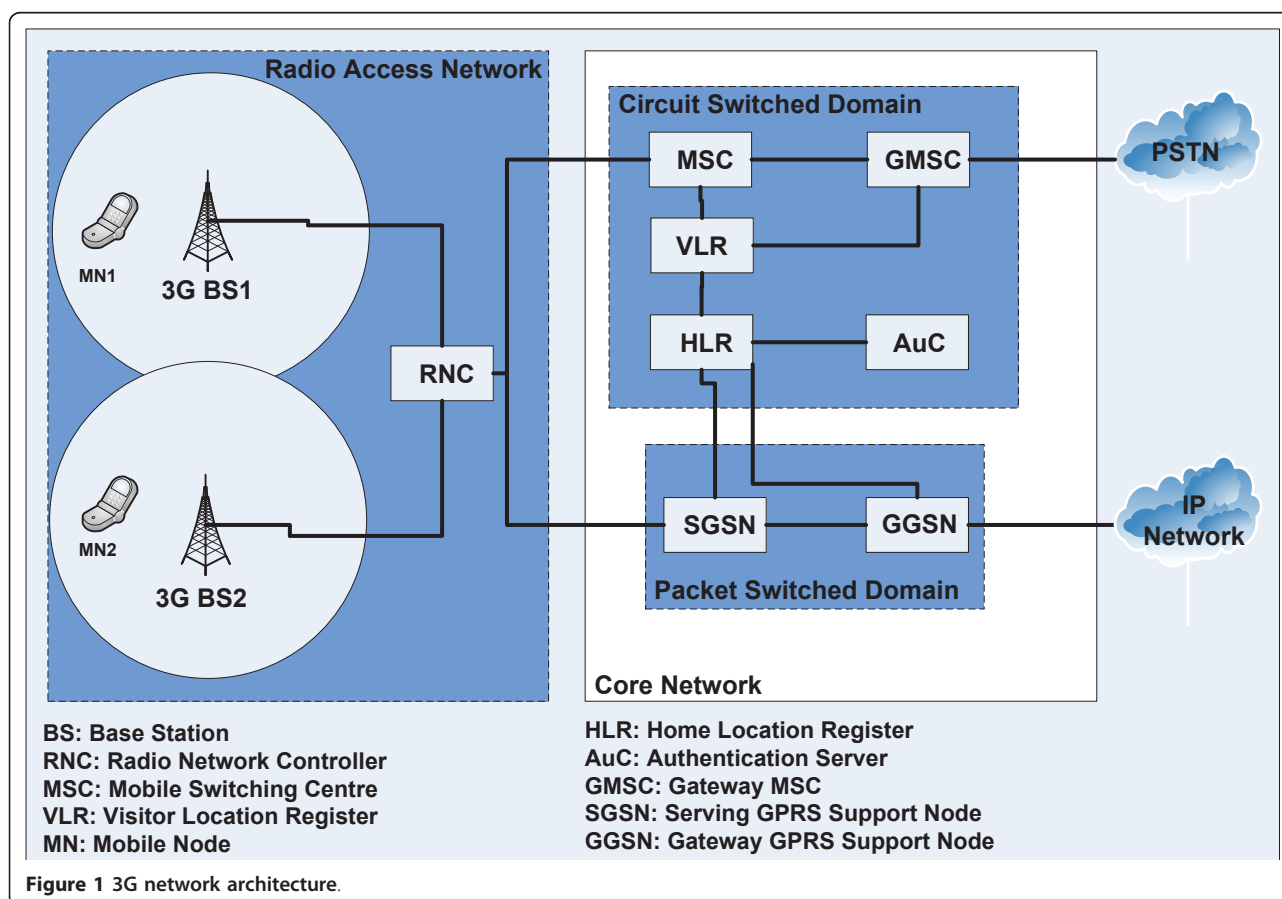 Radio Access Network
MN1
3G BS1
MN2
3G BS2
RNC
Circuit Switched Domain
MSC
GMSC
VLR
HLR
AuC
SGSN
GGSN
Packet Switched Domain
Core Network
PSTN
IP
Network
BS: Base Station
RNC: Radio Network Controller
MSC: Mobile Switching Centre
VLR: Visitor Location Register
MN: Mobile Node
HLR: Home Location Register
AuC: Authentication Server
GMSC: Gateway MSC
SGSN: Serving GPRS Support Node
GGSN: Gateway GPRS Support Node
Figure 1 3G network architecture.